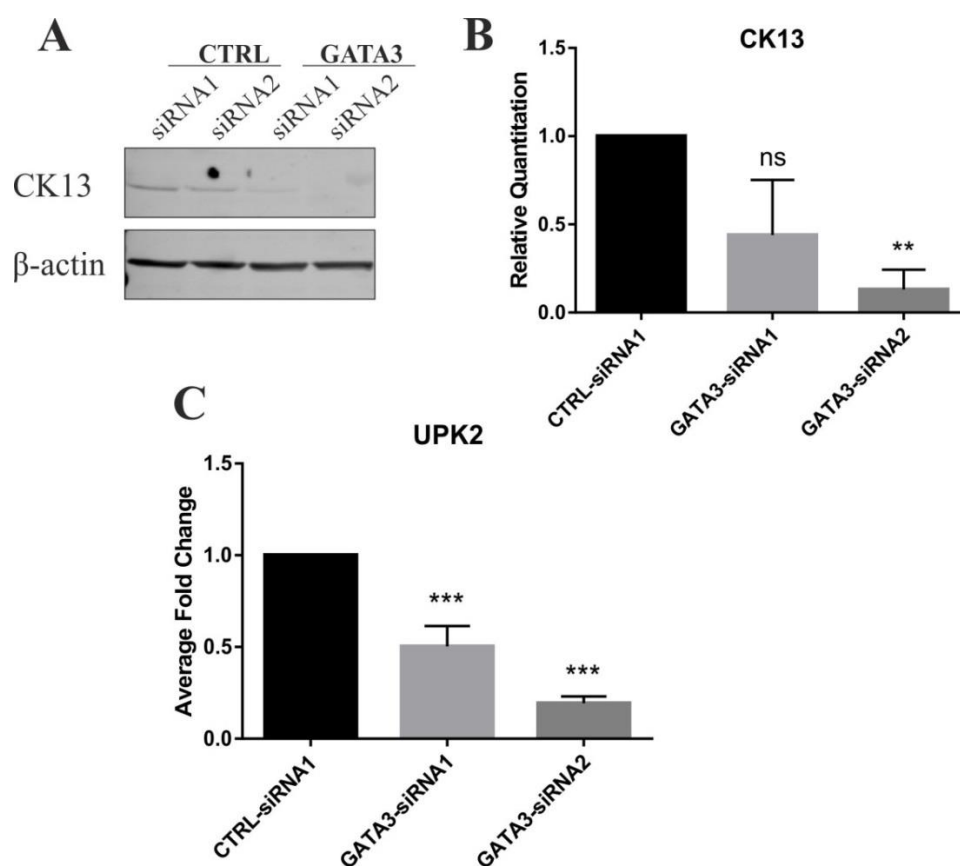 A
CTRL GATA3
siRNA1 siRNA2 siRNA1 siRNA2
CK13
β-actin
B
CK13
Relative Quantitation
1.5
1.0
0.5
0.0
ns
**
CTRL-siRNA1
GATA3-siRNA1
GATA3-siRNA2
C
UPK2
Average Fold Change
1.5
1.0
0.5
0.0
***
***
CTRL-siRNA1
GATA3-siRNA1
GATA3-siRNA2